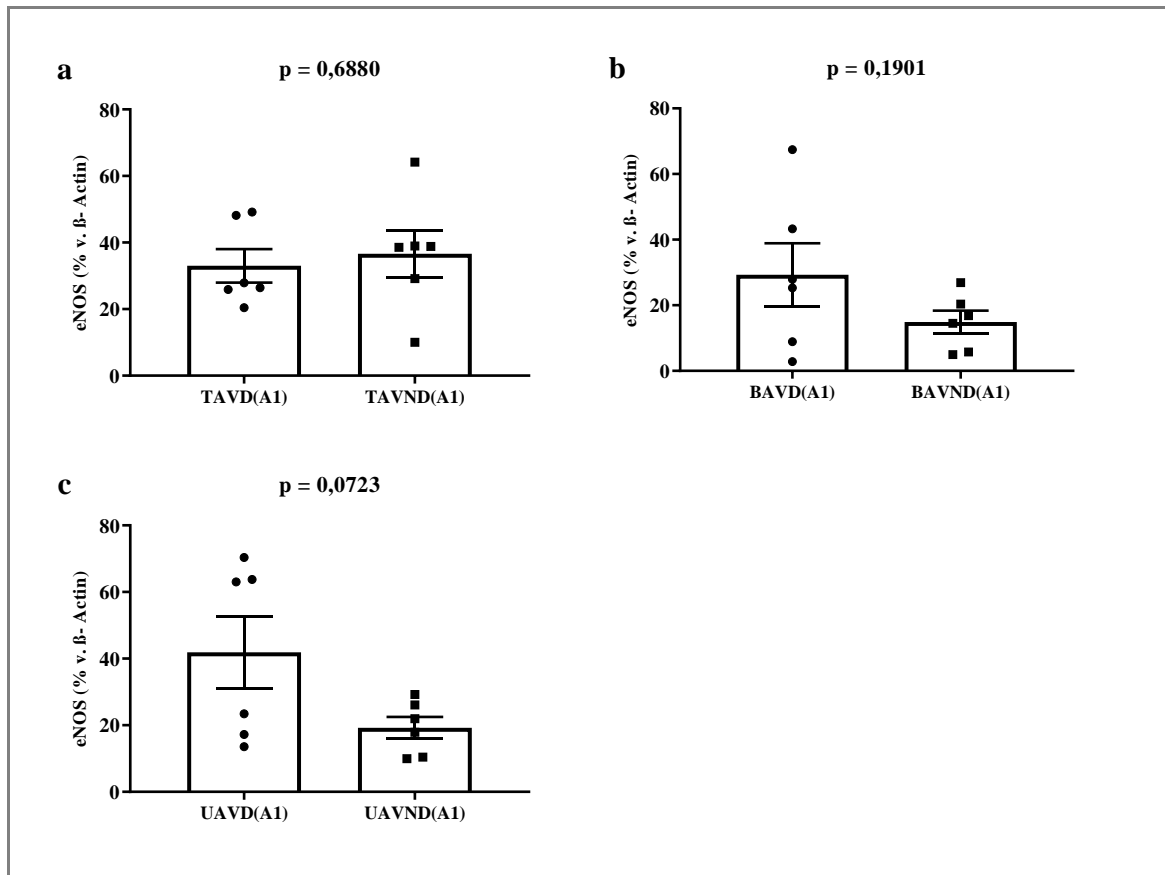 a
p = 0,6880
eNOS (% v. ß- Actin)
80
60
40
20
0
TAVD(A1)
TAVND(A1)
b
p = 0,1901
eNOS (% v. ß- Actin)
80
60
40
20
0
BAVD(A1)
BAVND(A1)
c
p = 0,0723
eNOS (% v. ß- Actin)
80
60
40
20
0
UAVD(A1)
UAVND(A1)